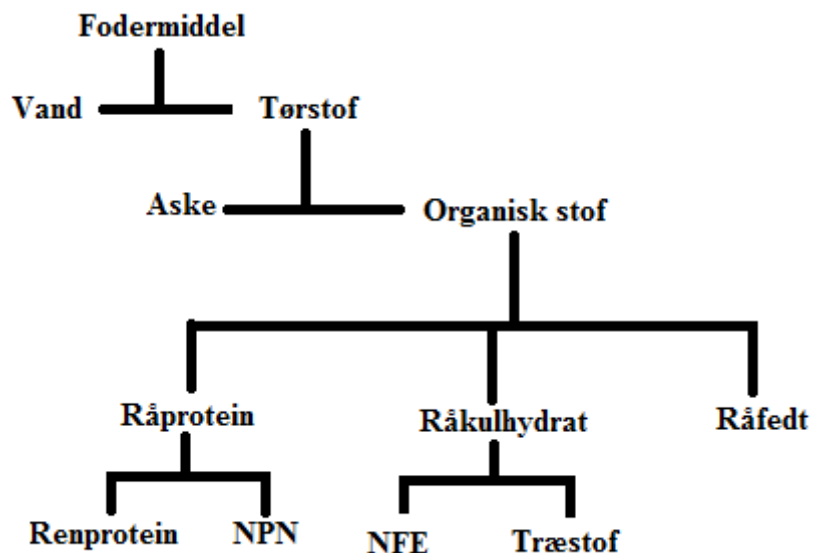 Fodermiddel
Vand
Tørstof
Aske
Organisk stof
Råprotein
Råkulhydrat
Råfedt
Renprotein
NPN
NFE
Træstof